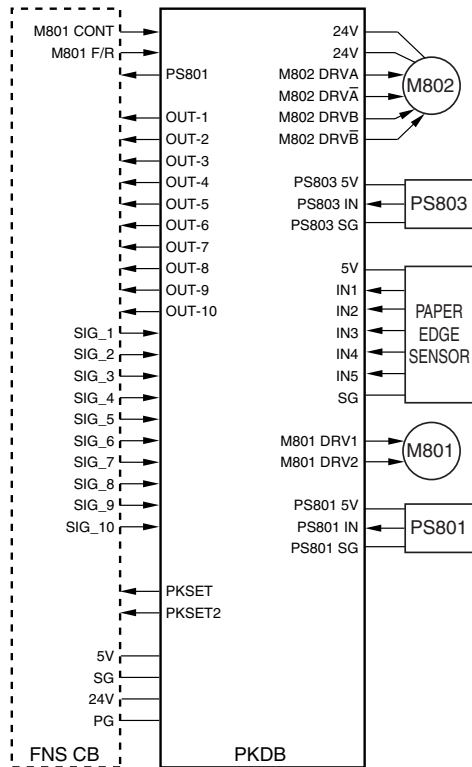 M801 CONT
M801 F/R
PS801
OUT-1
OUT-2
OUT-3
OUT-4
OUT-5
OUT-6
OUT-7
OUT-8
OUT-9
OUT-10
SIG_1
SIG_2
SIG_3
SIG_4
SIG_5
SIG_6
SIG_7
SIG_8
SIG_9
SIG_10
PKSET
PKSET2
5V
SG
24V
PG
FNS CB
PKDB
24V
24V
M802 DRVA
M802 DRVA̅
M802 DRVB
M802 DRVB̅
M802
PS803 5V
PS803 IN
PS803 SG
PS803
5V
IN1
IN2
IN3
IN4
IN5
SG
PAPER
EDGE
SENSOR
M801 DRV1
M801 DRV2
M801
PS801 5V
PS801 IN
PS801 SG
PS801